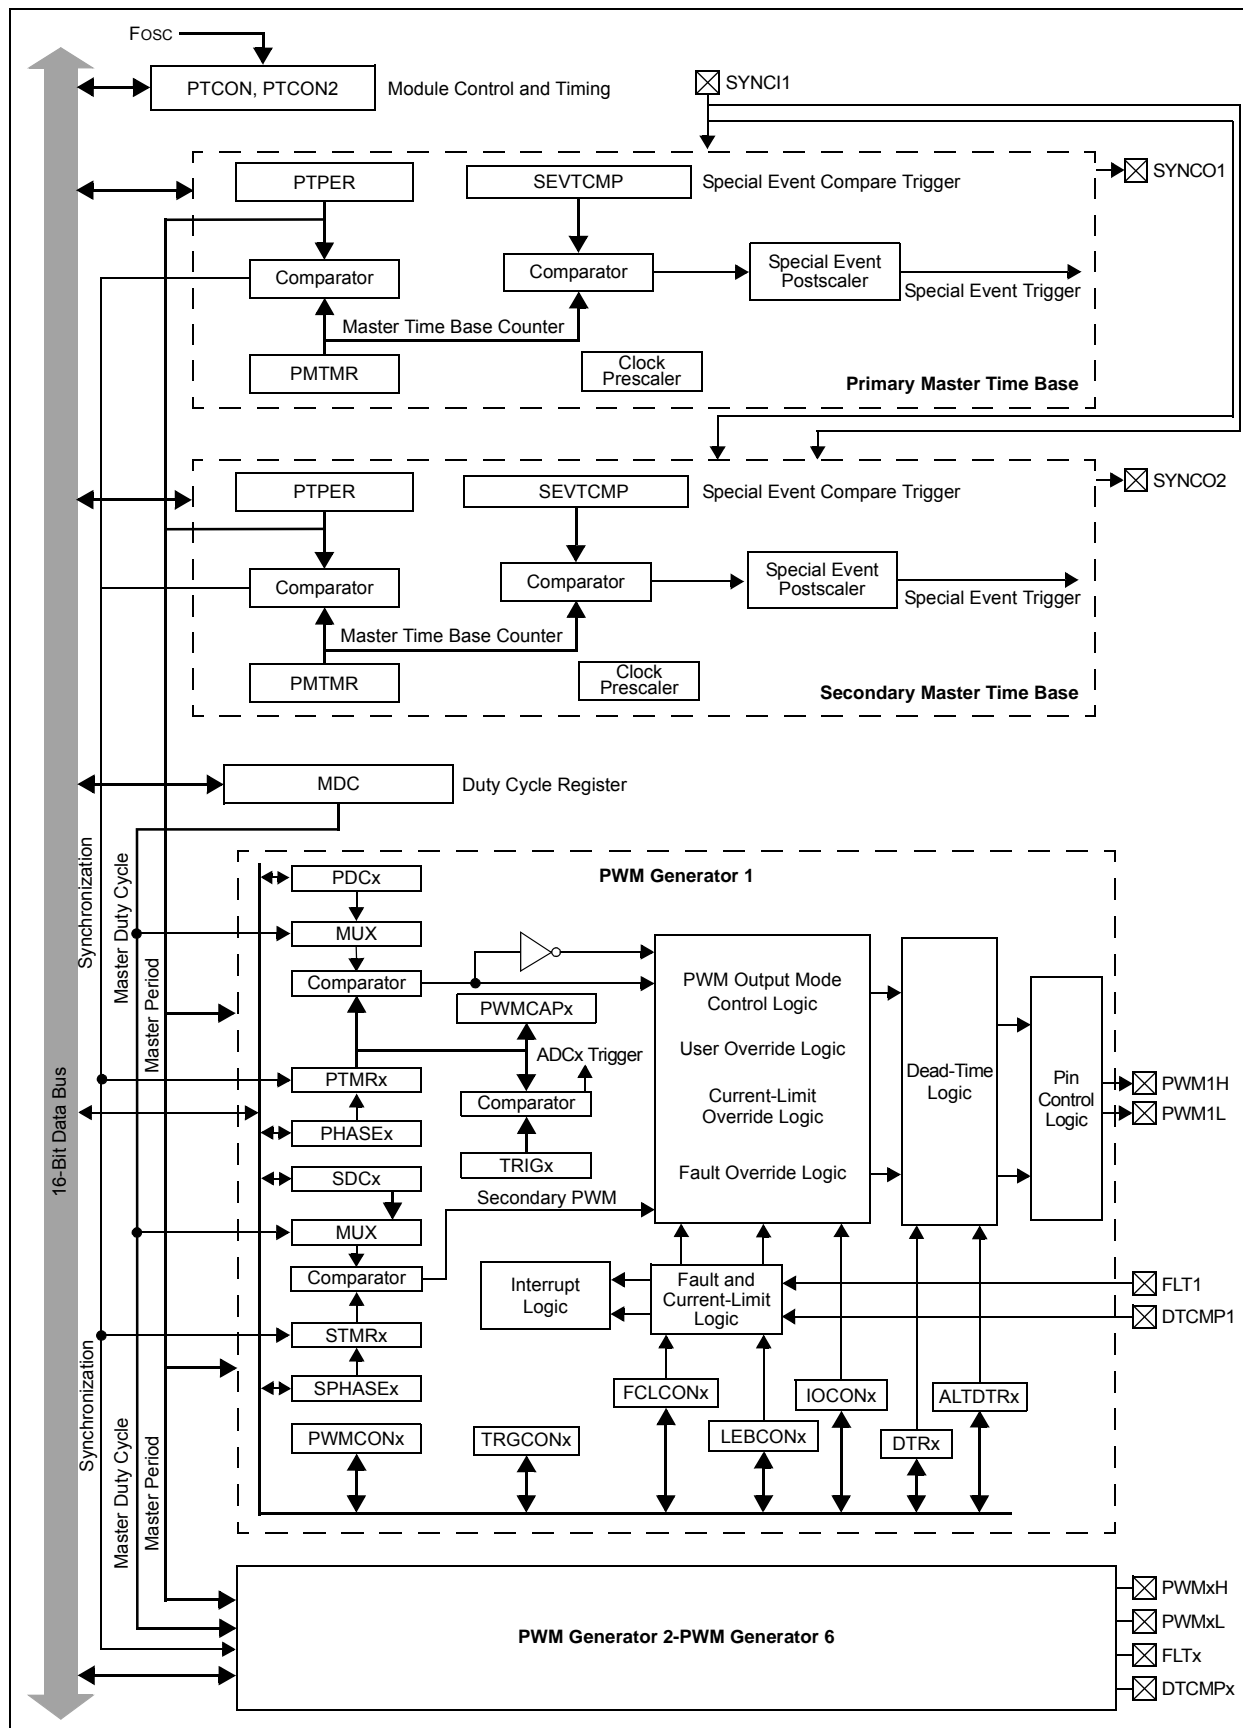 FOSC
PTCON, PTCON2
Module Control and Timing
SYNCI1
PTPER
SEVTCMP
Special Event Compare Trigger
SYNCO1
Comparator
Comparator
Special Event
Postscaler
Special Event Trigger
Master Time Base Counter
PMTMR
Clock
Prescaler
Primary Master Time Base
PTPER
SEVTCMP
Special Event Compare Trigger
SYNCO2
Comparator
Comparator
Special Event
Postscaler
Special Event Trigger
Master Time Base Counter
PMTMR
Clock
Prescaler
Secondary Master Time Base
MDC
Duty Cycle Register
16-Bit Data Bus
Synchronization
Master Duty Cycle
Master Period
PWM Generator 1
PDCx
MUX
Comparator
PWMCAPx
ADCx Trigger
PTMRx
Comparator
PHASEx
TRIGx
SDCx
Secondary PWM
MUX
Comparator
STMRx
SPHASEx
PWMCONx
TRGCONx
PWM Output Mode
Control Logic
User Override Logic
Current-Limit
Override Logic
Fault Override Logic
Dead-Time
Logic
Pin
Control
Logic
PWM1H
PWM1L
Interrupt
Logic
Fault and
Current-Limit
Logic
FLT1
DTCMP1
FCLCONx
LEBCONx
IOCONx
DTRx
ALTDTRx
Synchronization
Master Duty Cycle
Master Period
PWM Generator 2-PWM Generator 6
PWMxH
PWMxL
FLTx
DTCMPx